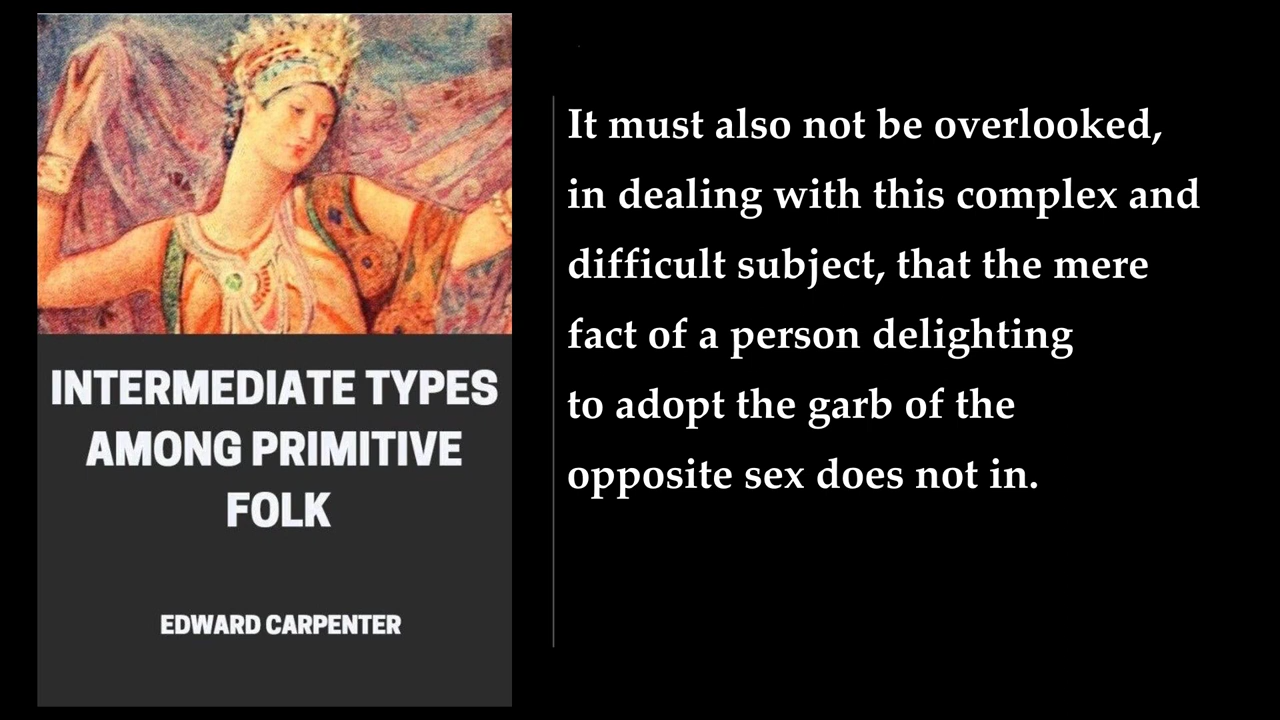 INTERMEDIATE TYPES
AMONG PRIMITIVE
FOLK
EDWARD CARPENTER
It must also not be overlooked,
in dealing with this complex and
difficult subject, that the mere
fact of a person delighting
to adopt the garb of the
opposite sex does not in.